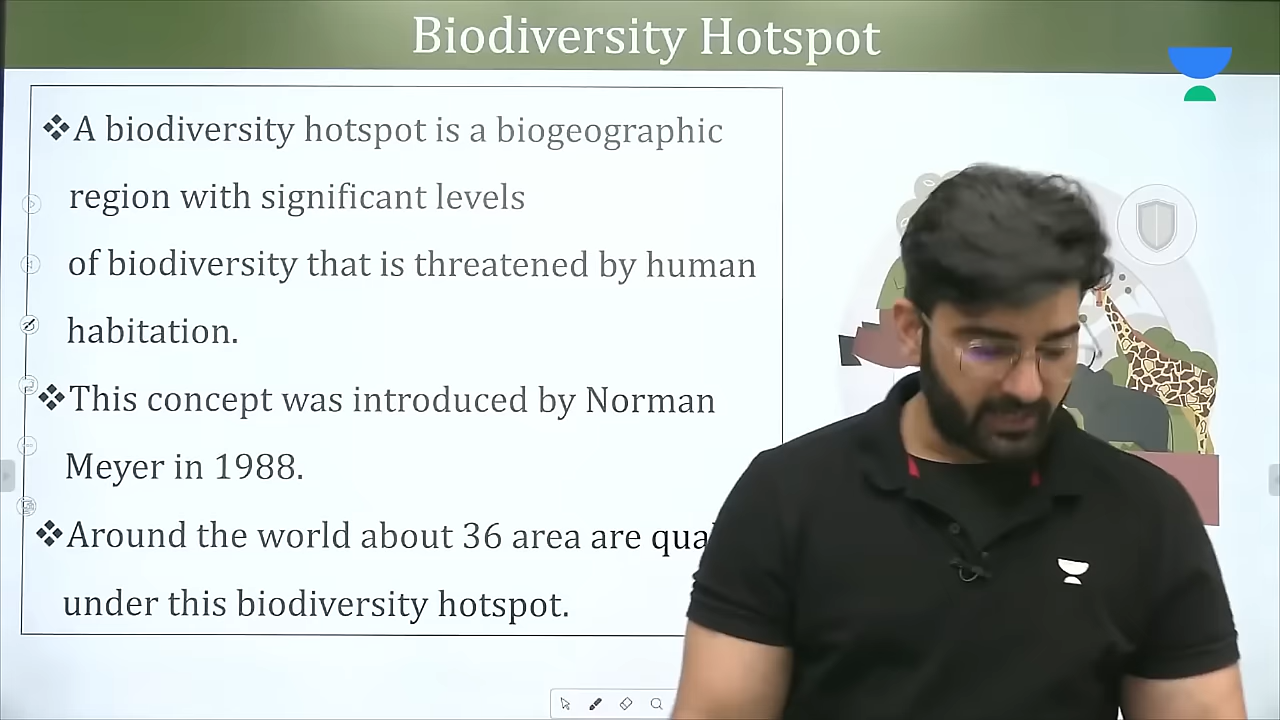 Biodiversity Hotspot
❖A biodiversity hotspot is a biogeographic
region with significant levels
of biodiversity that is threatened by human
habitation.
❖This concept was introduced by Norman
Meyer in 1988.
❖Around the world about 36 area are
under this biodiversity hotspot.